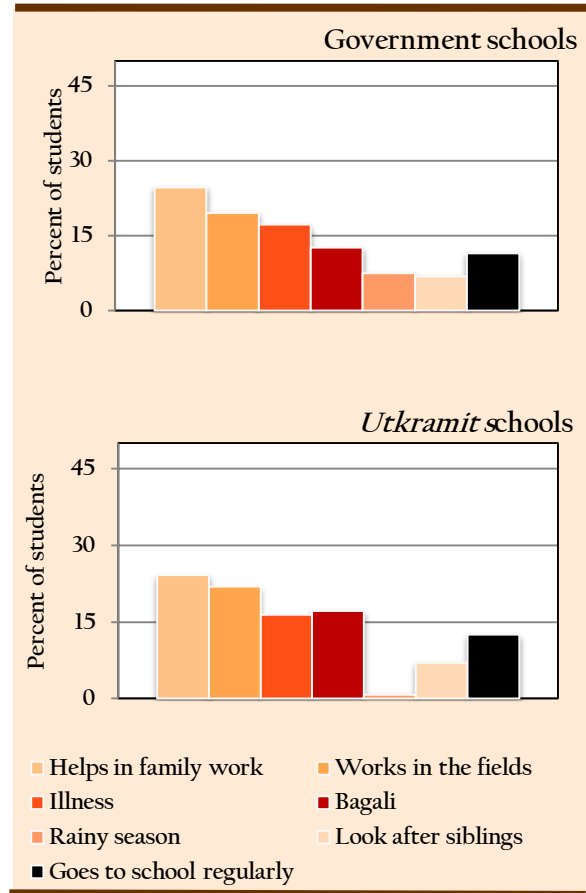 Government schools
Percent of students
45
30
15
0
Utkramit schools
Percent of students
45
30
15
0
Helps in family work
Works in the fields
Illness
Bagali
Rainy season
Look after siblings
Goes to school regularly